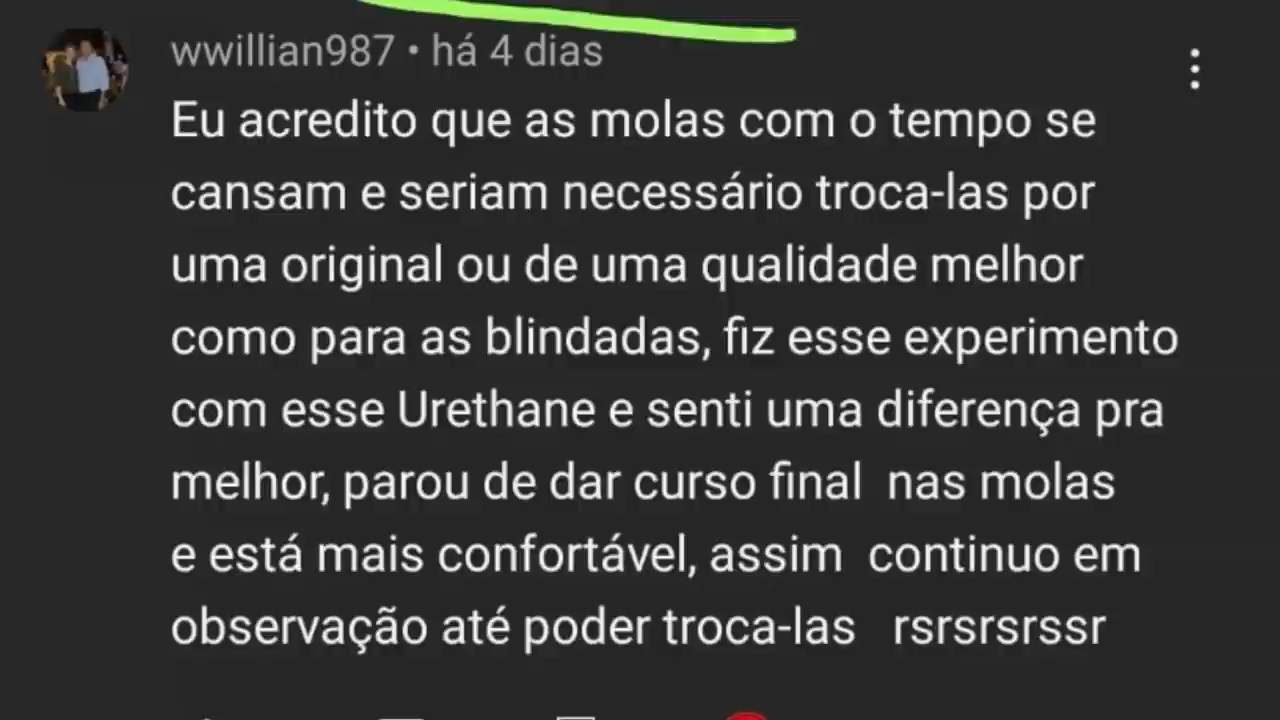 wwillian987 • há 4 dias
Eu acredito que as molas com o tempo se
cansam e seriam necessário troca-las por
uma original ou de uma qualidade melhor
como para as blindadas, fiz esse experimento
com esse Urethane e senti uma diferença pra
melhor, parou de dar curso final  nas molas
e está mais confortável, assim  continuo em
observação até poder troca-las   rsrsrsrssr